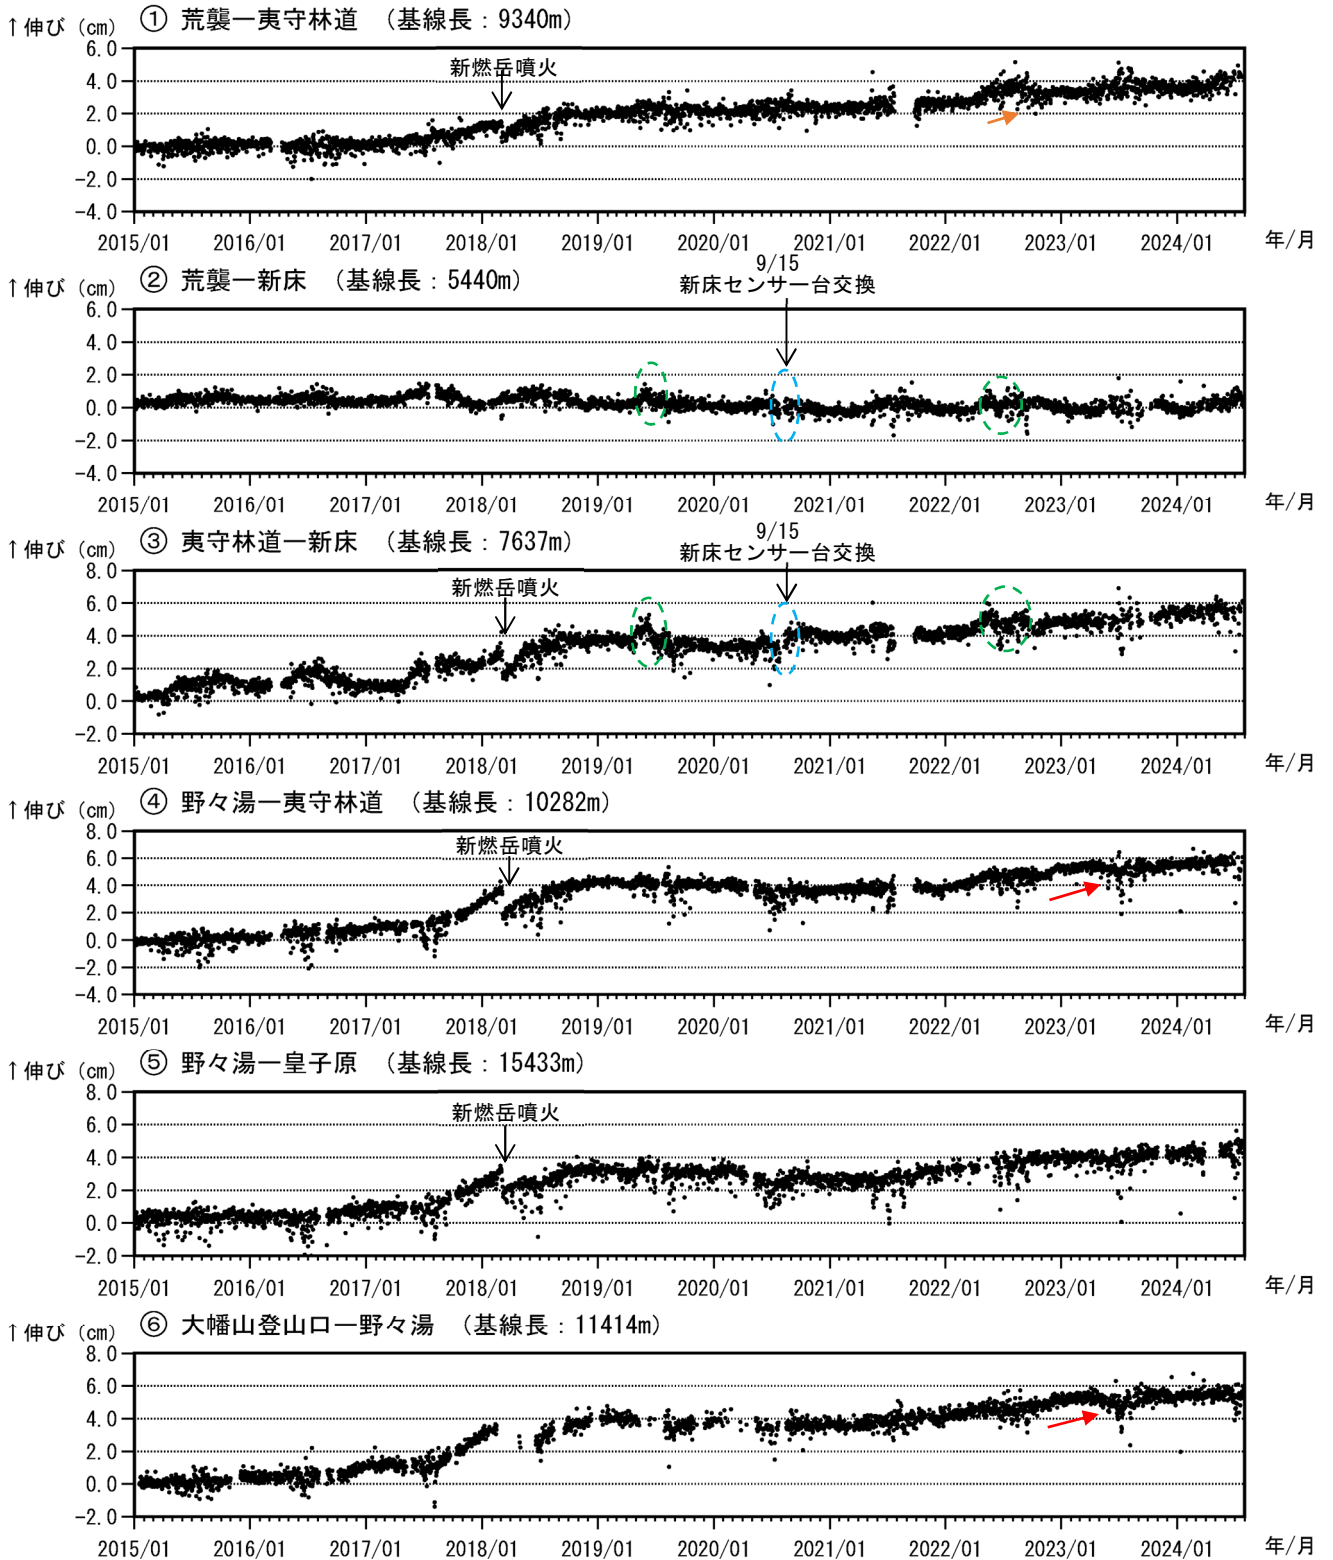 ↑伸び（cm） ① 荒襲ー夷守林道 （基線長：9340m）
6.0
新燃岳噴火
4.0
2.0
0.0
-2.0
-4.0
2015/01 2016/01 2017/01 2018/01 2019/01 2020/01 2021/01 2022/01 2023/01 2024/01 年/月
↑伸び（cm） ② 荒襲ー新床 （基線長：5440m）
9/15
新床センサー台交換
6.0
4.0
2.0
0.0
-2.0
-4.0
2015/01 2016/01 2017/01 2018/01 2019/01 2020/01 2021/01 2022/01 2023/01 2024/01 年/月
↑伸び（cm） ③ 夷守林道ー新床 （基線長：7637m）
9/15
新床センサー台交換
8.0
新燃岳噴火
6.0
4.0
2.0
0.0
-2.0
2015/01 2016/01 2017/01 2018/01 2019/01 2020/01 2021/01 2022/01 2023/01 2024/01 年/月
↑伸び（cm） ④ 野々湯ー夷守林道 （基線長：10282m）
8.0
新燃岳噴火
6.0
4.0
2.0
0.0
-2.0
-4.0
2015/01 2016/01 2017/01 2018/01 2019/01 2020/01 2021/01 2022/01 2023/01 2024/01 年/月
↑伸び（cm） ⑤ 野々湯ー皇子原 （基線長：15433m）
8.0
新燃岳噴火
6.0
4.0
2.0
0.0
-2.0
2015/01 2016/01 2017/01 2018/01 2019/01 2020/01 2021/01 2022/01 2023/01 2024/01 年/月
↑伸び（cm） ⑥ 大幡山登山口ー野々湯 （基線長：11414m）
8.0
6.0
4.0
2.0
0.0
-2.0
2015/01 2016/01 2017/01 2018/01 2019/01 2020/01 2021/01 2022/01 2023/01 2024/01 年/月